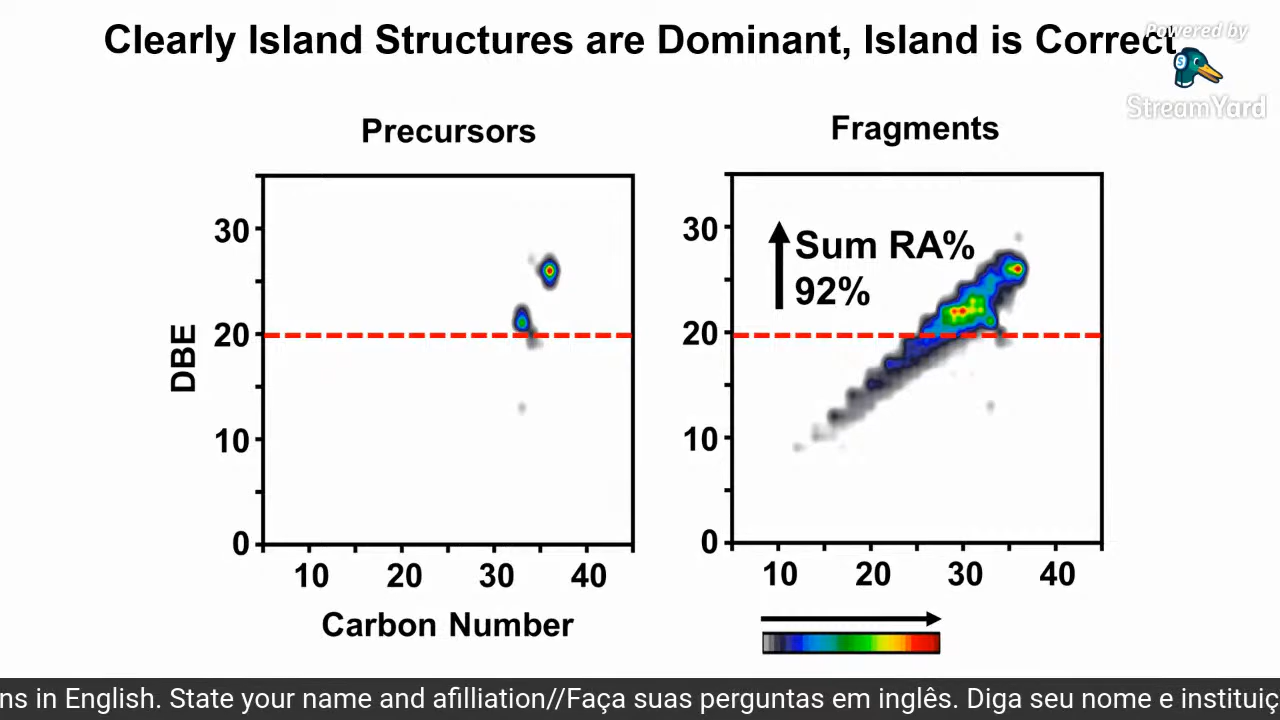 Clearly Island Structures are Dominant, Island is Correct
Powered by
StreamYard
Precursors
Fragments
30
20
10
0
DBE
10 20 30 40
Carbon Number
30
20
10
0
Sum RA%
92%
10 20 30 40
ns in English. State your name and afilliation//Faça suas perguntas em inglês. Diga seu nome e instituiç